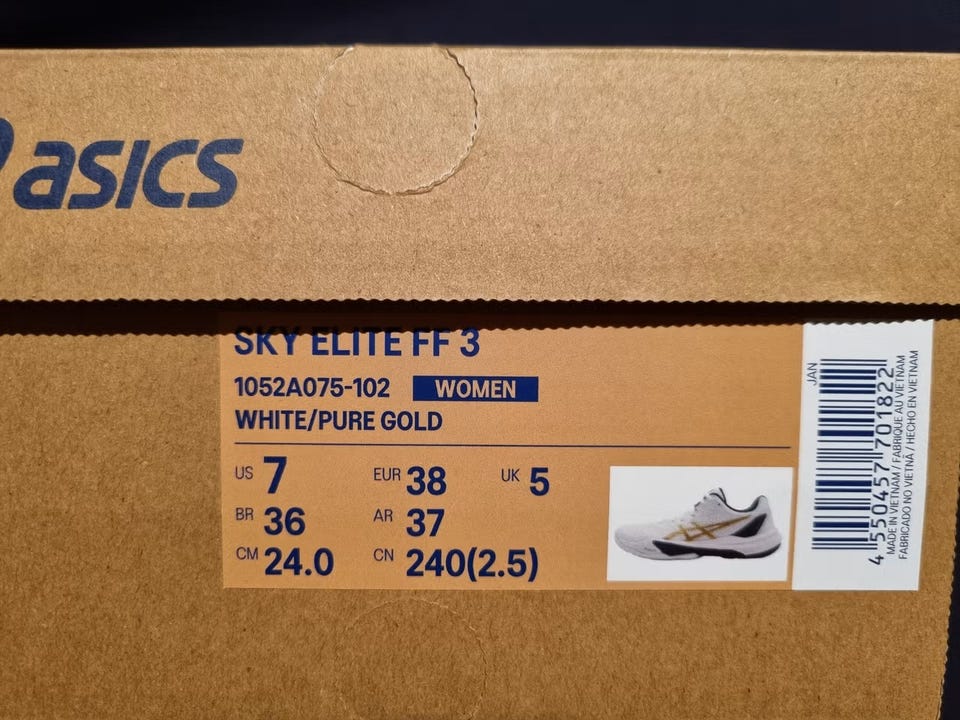 asics
SKY ELITE FF 3
1052A075-102 WOMEN
WHITE/PURE GOLD
US 7 EUR 38 UK 5
BR 36 AR 37
CM 24.0 CN 240(2.5)
JAN
4 550457 701822
MADE IN VIETNAM / FABRIQUE AU VIETNAM
FABRICADO NO VIETNÃ / HECHO EN VIETNAM